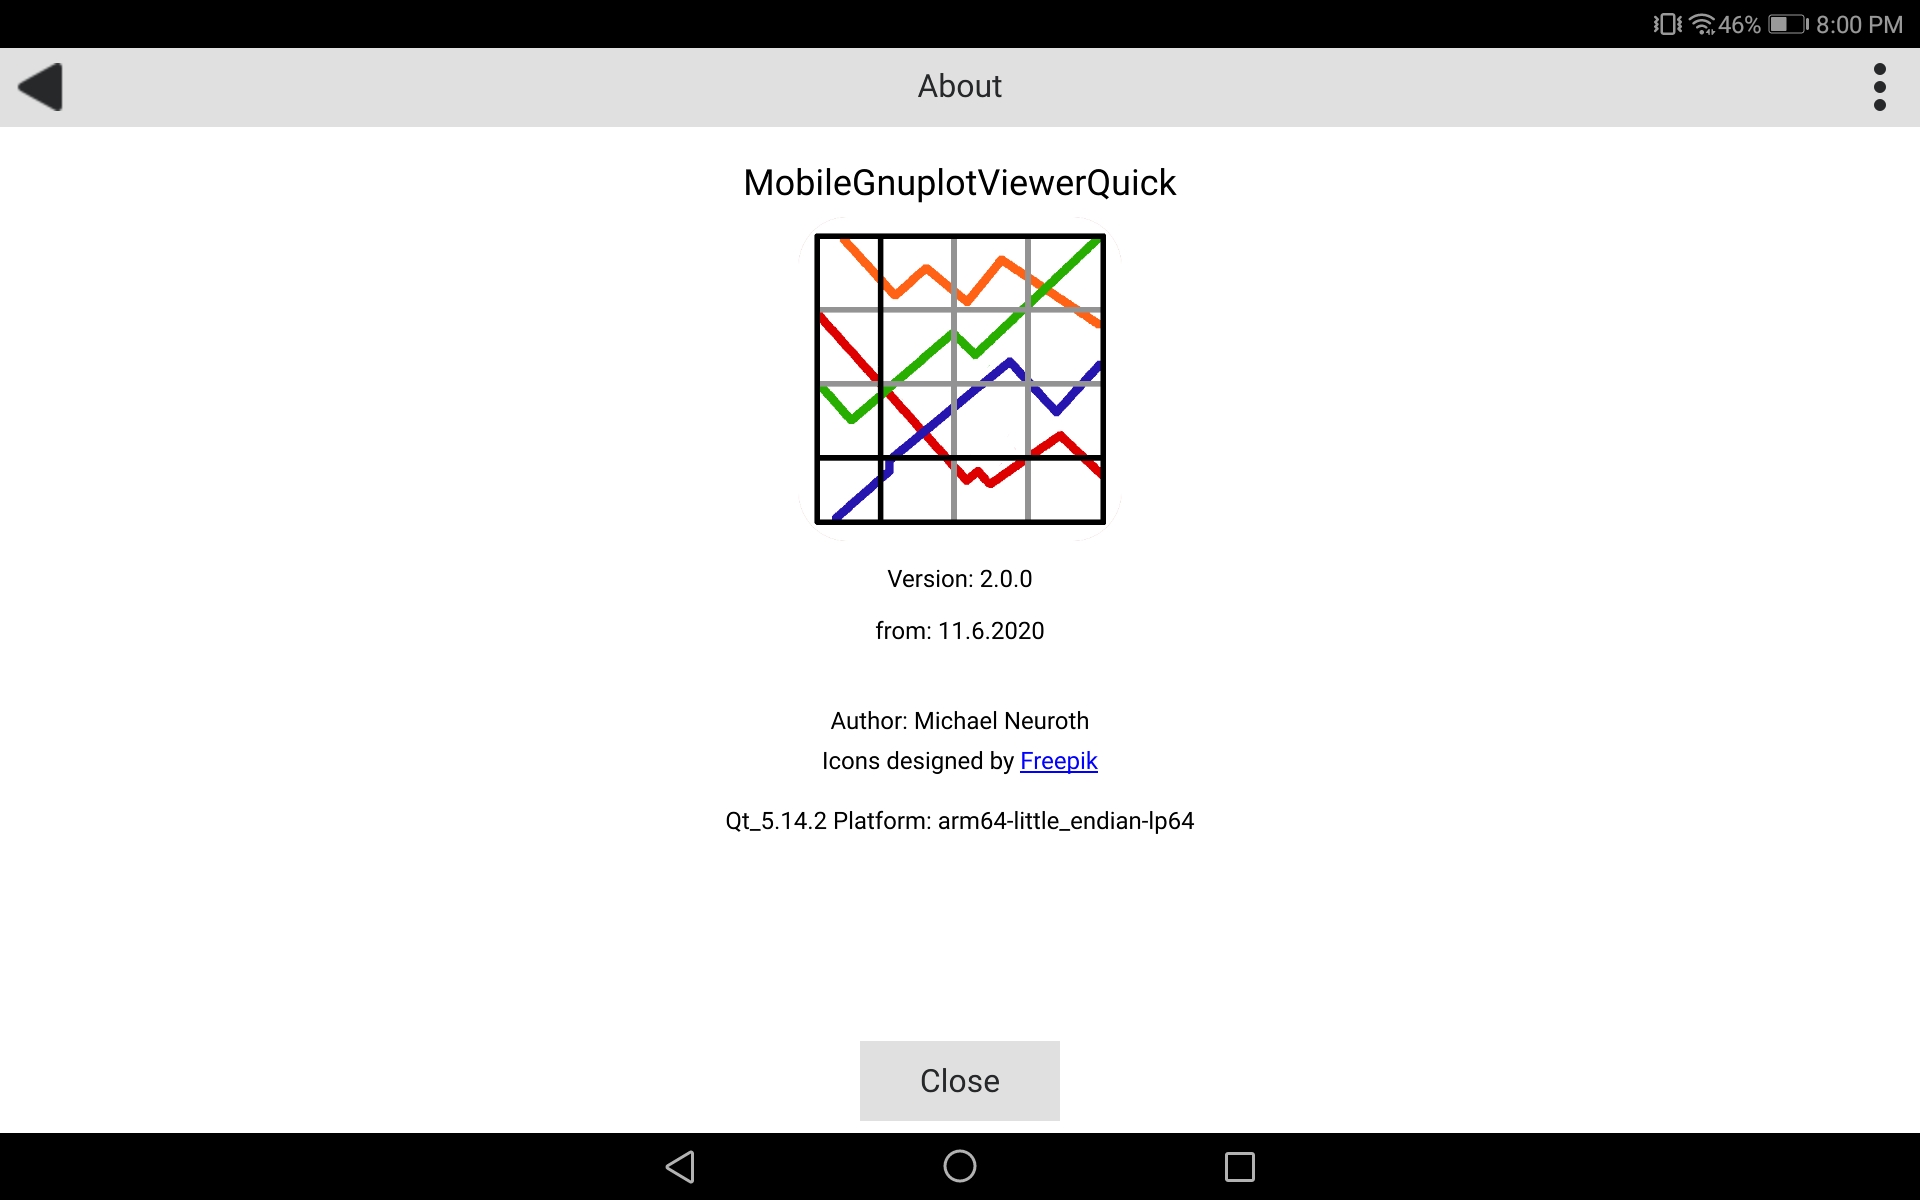 46% 8:00 PM
About
MobileGnuplotViewerQuick
Version: 2.0.0
from: 11.6.2020
Author: Michael Neuroth
Icons designed by Freepik
Qt_5.14.2 Platform: arm64-little_endian-lp64
Close